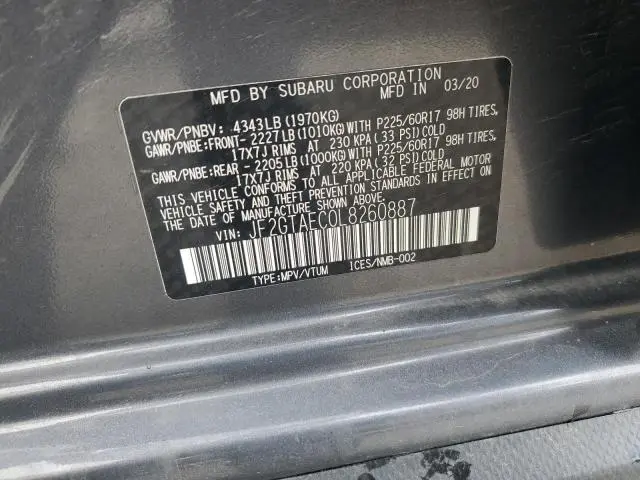 MFD BY SUBARU CORPORATION
MFD IN 03/20
GVWR/PNBV: 4343LB (1970KG)
GAWR/PNBE:FRONT- 2227LB(1010KG)WITH P225/60R17 98H TIRES,
17X7J RIMS AT 230 KPA (33 PSI)COLD
GAWR/PNBE:REAR - 2205LB(1000KG)WITH P225/60R17 98H TIRES,
17X7J RIMS AT 220 KPA(32 PSI)COLD
THIS VEHICLE CONFORMS TO ALL APPLICABLE FEDERAL MOTOR
VEHICLE SAFETY AND THEFT PREVENTION STANDARDS IN EFFECT
ON THE DATE OF MANUFACTURE SHOWN ABOVE.
VIN: JF2GTAEC0L8260887
TYPE:MPV/VTUM ICES/NMB-002